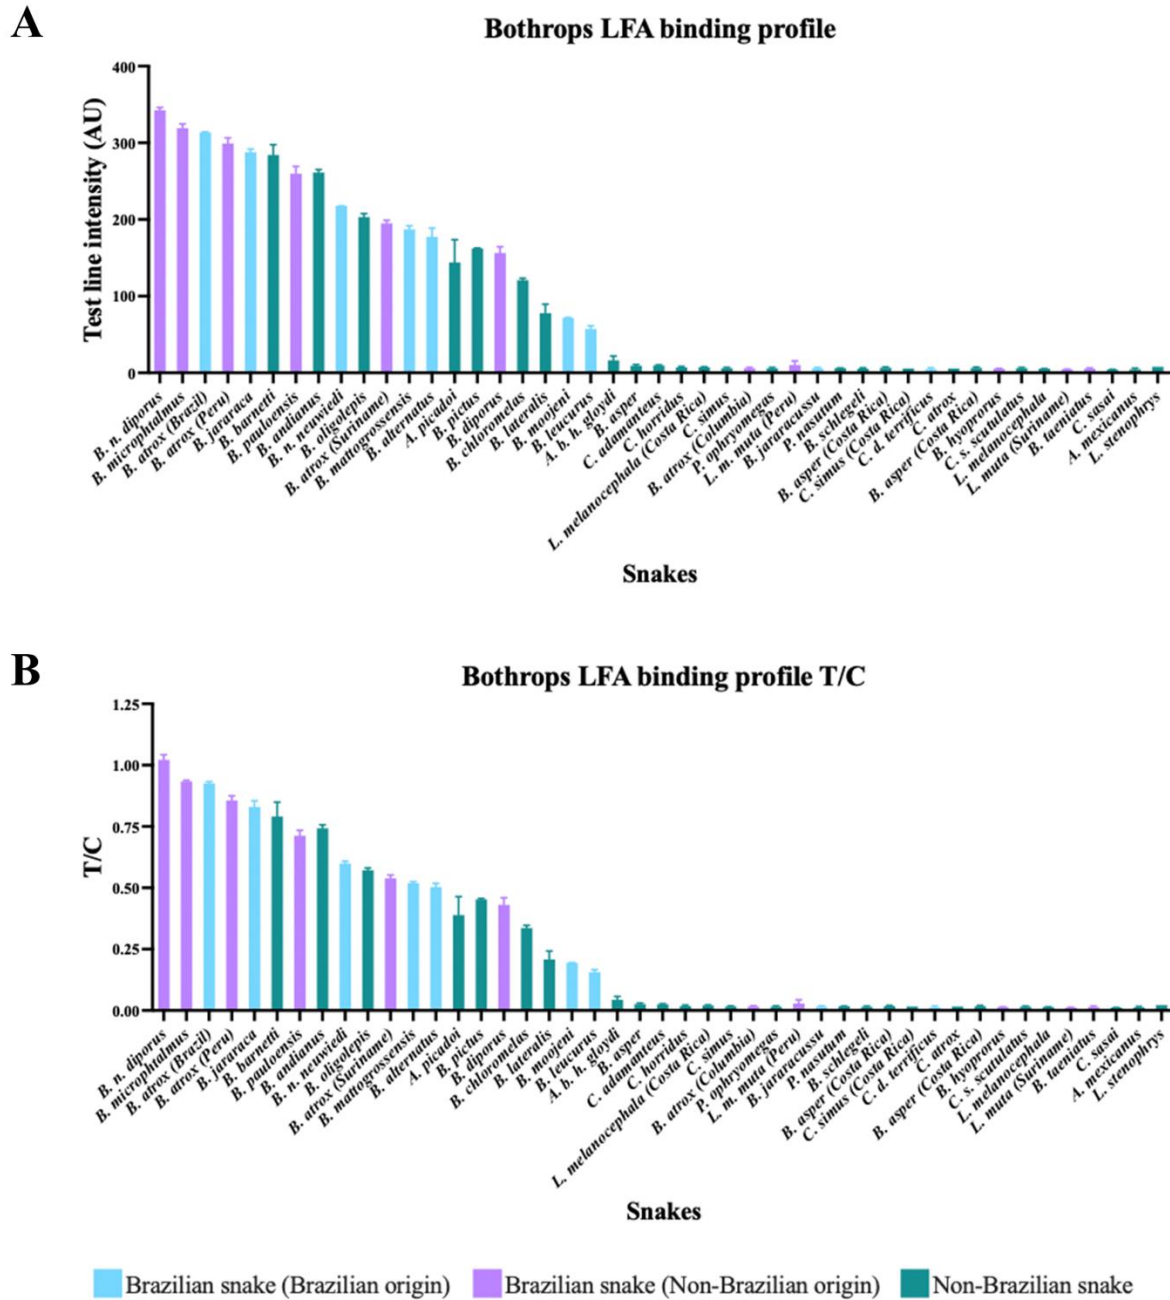 A
Bothrops LFA binding profile
Test line intensity (AU)
400
300
200
100
0
B. n. diporus
B. microphalmus
B. atrox (Brazil)
B. atrox (Peru)
B. jararaca
B. barnetti
B. pauloensis
B. andianus
B. n. neuwiedi
B. oligolepis
B. atrox (Suriname)
B. mattogrossensis
B. alternatus
A. picadoi
B. pictus
B. diporus
B. chloromelas
B. lateralis
B. moojeni
B. leucurus
A. b. h. gloydi
B. asper
C. adamanteus
C. horridus
L. melanocephala (Costa Rica)
C. simus
B. atrox (Columbia)
P. ophryomegas
L. m. muta (Peru)
B. jararacussu
P. nasutum
B. schlegeli
B. asper (Costa Rica)
C. simus (Costa Rica)
C. d. terrificus
C. atrox
B. asper (Costa Rica)
B. hyoporus
C. s. scutulatus
L. melanocephala
L. muta (Suriname)
B. taeniatus
C. sasai
A. mexicanus
L. stenophrys
Snakes
B
Bothrops LFA binding profile T/C
T/C
1.25
1.00
0.75
0.50
0.25
0.00
B. n. diporus
B. microphalmus
B. atrox (Brazil)
B. atrox (Peru)
B. jararaca
B. barnetti
B. pauloensis
B. andianus
B. n. neuwiedi
B. oligolepis
B. atrox (Suriname)
B. mattogrossensis
B. alternatus
A. picadoi
B. pictus
B. diporus
B. chloromelas
B. lateralis
B. moojeni
B. leucurus
A. b. h. gloydi
B. asper
C. adamanteus
C. horridus
L. melanocephala (Costa Rica)
C. simus
B. atrox (Columbia)
P. ophryomegas
L. m. muta (Peru)
B. jararacussu
P. nasutum
B. schlegeli
B. asper (Costa Rica)
C. simus (Costa Rica)
C. d. terrificus
C. atrox
B. asper (Costa Rica)
B. hyoporus
C. s. scutulatus
L. melanocephala
L. muta (Suriname)
B. taeniatus
C. sasai
A. mexicanus
L. stenophrys
Snakes
Brazilian snake (Brazilian origin)
Brazilian snake (Non-Brazilian origin)
Non-Brazilian snake